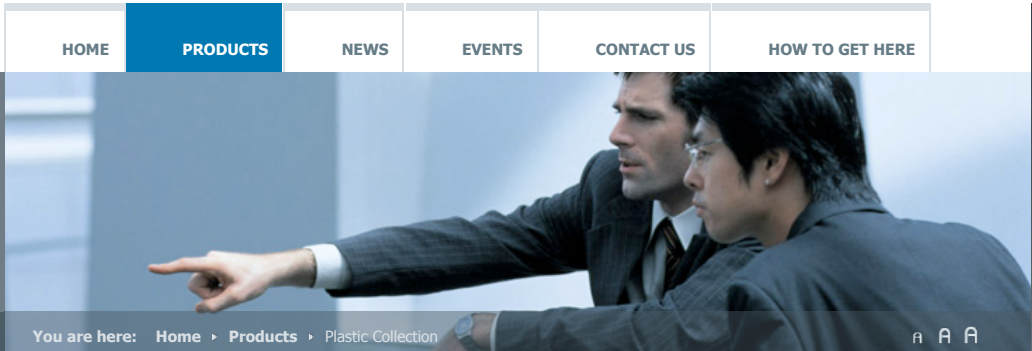 HOME PRODUCTS NEWS EVENTS CONTACT US HOW TO GET HERE
You are here: Home ‣ Products ‣ Plastic Collection A A A